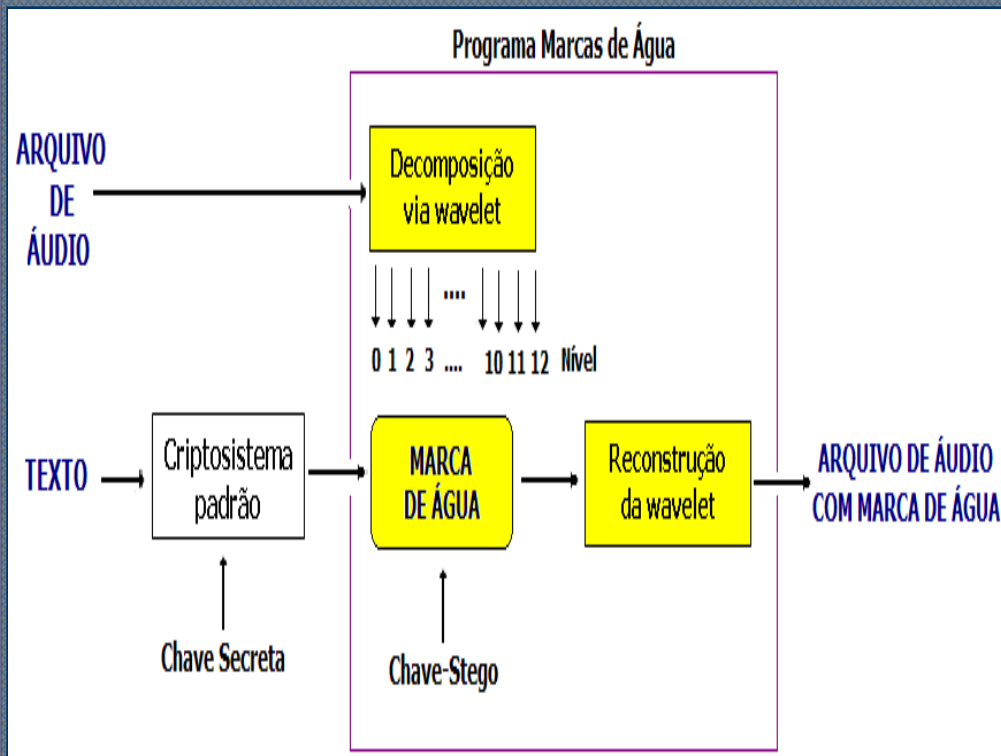 Programa Marcas de Água
ARQUIVO
DE
ÁUDIO
Decomposição
via wavelet
....
0 1 2 3 .... 10 11 12 Nível
TEXTO
Criptosistema
padrão
MARCA
DE ÁGUA
Reconstrução
da wavelet
ARQUIVO DE ÁUDIO
COM MARCA DE ÁGUA
Chave Secreta
Chave-Stego